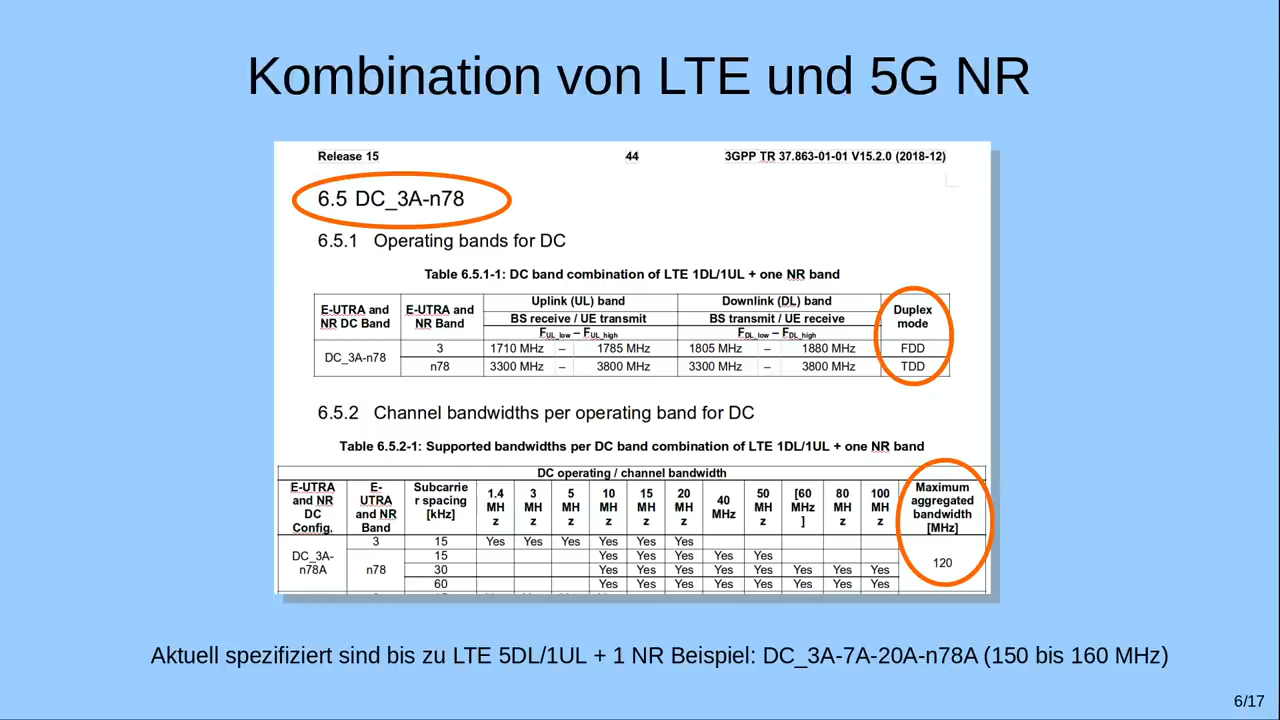 Kombination von LTE und 5G NR
Release 15 44 3GPP TR 37.863-01-01 V15.2.0 (2018-12)
6.5 DC_3A-n78
6.5.1 Operating bands for DC
Table 6.5.1-1: DC band combination of LTE 1DL/1UL + one NR band
E-UTRA and NR DC Band E-UTRA and NR Band Uplink (UL) band Downlink (DL) band Duplex mode
BS receive / UE transmit BS transmit / UE receive
FUL_low – FUL_high FDL_low – FDL_high
DC_3A-n78 3 1710 MHz – 1785 MHz 1805 MHz – 1880 MHz FDD
n78 3300 MHz – 3800 MHz 3300 MHz – 3800 MHz TDD
6.5.2 Channel bandwidths per operating band for DC
Table 6.5.2-1: Supported bandwidths per DC band combination of LTE 1DL/1UL + one NR band
DC operating / channel bandwidth
E-UTRA and NR DC Config. E-UTRA and NR Band Subcarrier spacing [kHz] 1.4 MHz 3 MHz 5 MHz 10 MHz 15 MHz 20 MHz 40 MHz 50 MHz [60 MHz] 80 MHz 100 MHz Maximum aggregated bandwidth [MHz]
DC_3A-n78A 3 15 Yes Yes Yes Yes Yes Yes 120
n78 15 Yes Yes Yes Yes Yes
30 Yes Yes Yes Yes Yes Yes Yes Yes
60 Yes Yes Yes Yes Yes Yes Yes Yes
Aktuell spezifiziert sind bis zu LTE 5DL/1UL + 1 NR Beispiel: DC_3A-7A-20A-n78A (150 bis 160 MHz)
6/17